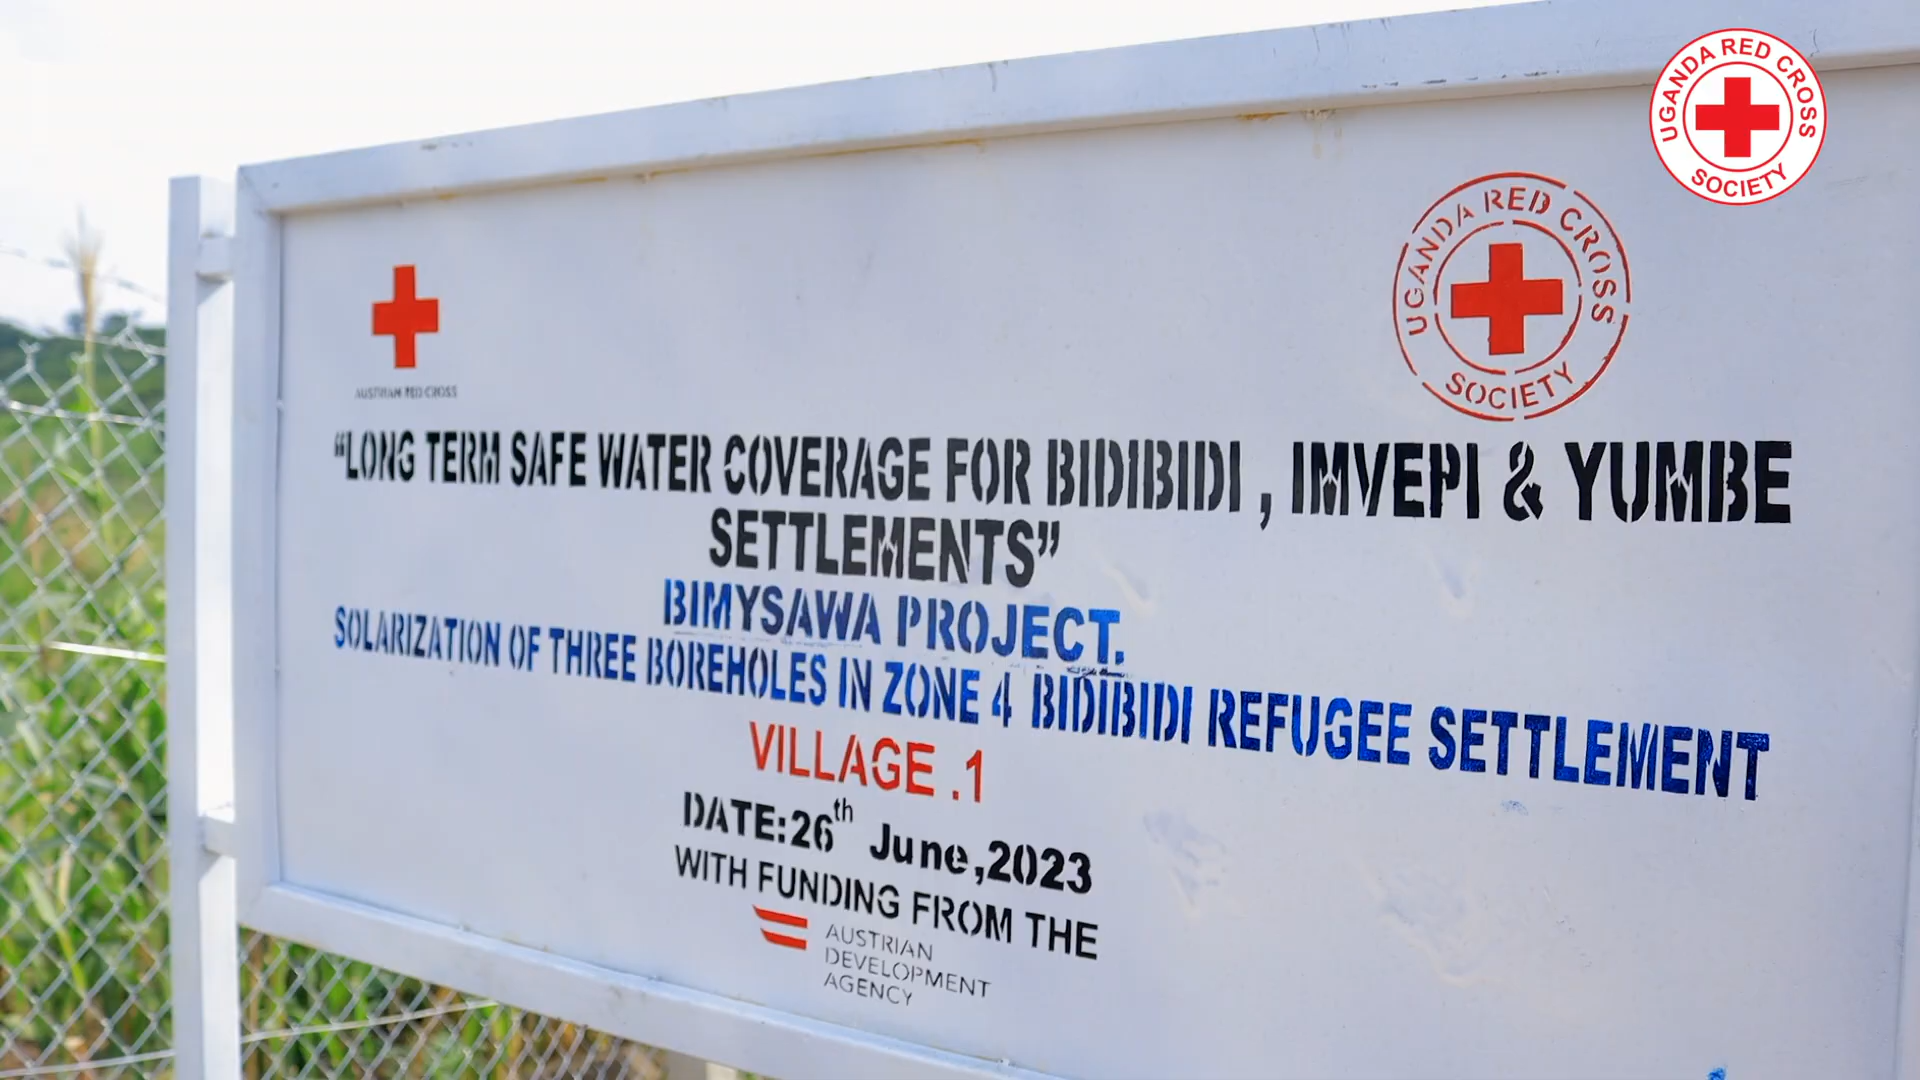 UGANDA RED CROSS SOCIETY
UGANDA RED CROSS SOCIETY
AUSTRIAN RED CROSS
“LONG TERM SAFE WATER COVERAGE FOR BIDIBIDI , IMVEPI & YUMBE
SETTLEMENTS”
BIMYSAWA PROJECT.
SOLARIZATION OF THREE BOREHOLES IN ZONE 4 BIDIBIDI REFUGEE SETTLEMENT
VILLAGE .1
DATE:26th June,2023
WITH FUNDING FROM THE
AUSTRIAN
DEVELOPMENT
AGENCY